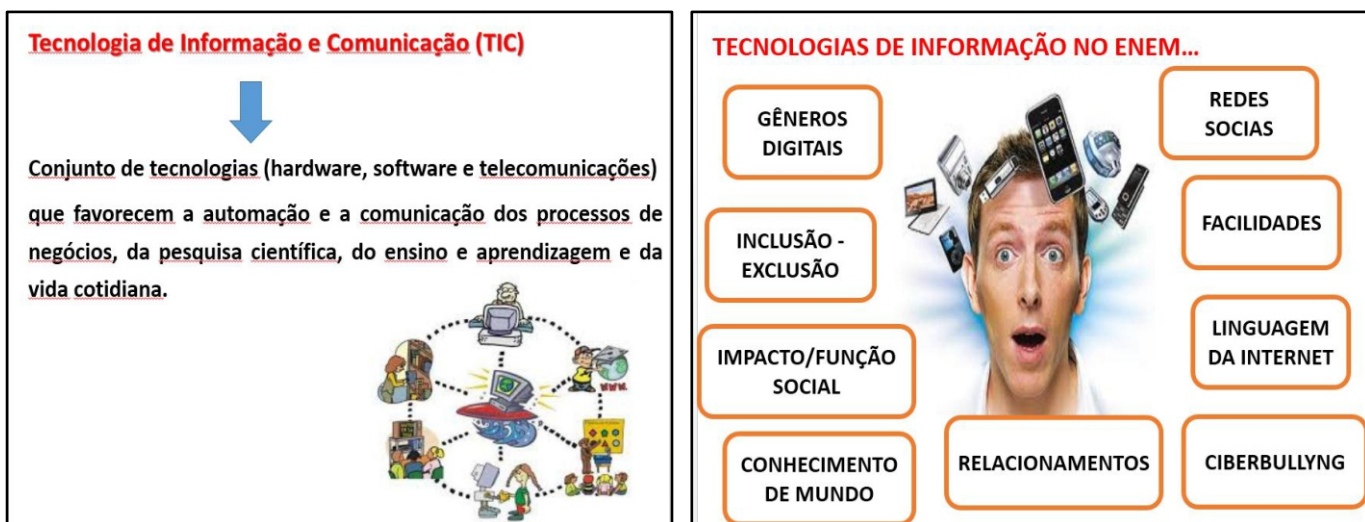 Tecnologia de Informação e Comunicação (TIC)
Conjunto de tecnologias (hardware, software e telecomunicações)
que favorecem a automação e a comunicação dos processos de
negócios, da pesquisa científica, do ensino e aprendizagem e da
vida cotidiana.
WWW.
TECNOLOGIAS DE INFORMAÇÃO NO ENEM...
GÊNEROS
DIGITAIS
REDES
SOCIAS
INCLUSÃO -
EXCLUSÃO
FACILIDADES
IMPACTO/FUNÇÃO
SOCIAL
LINGUAGEM
DA INTERNET
CONHECIMENTO
DE MUNDO
RELACIONAMENTOS
CIBERBULLYNG